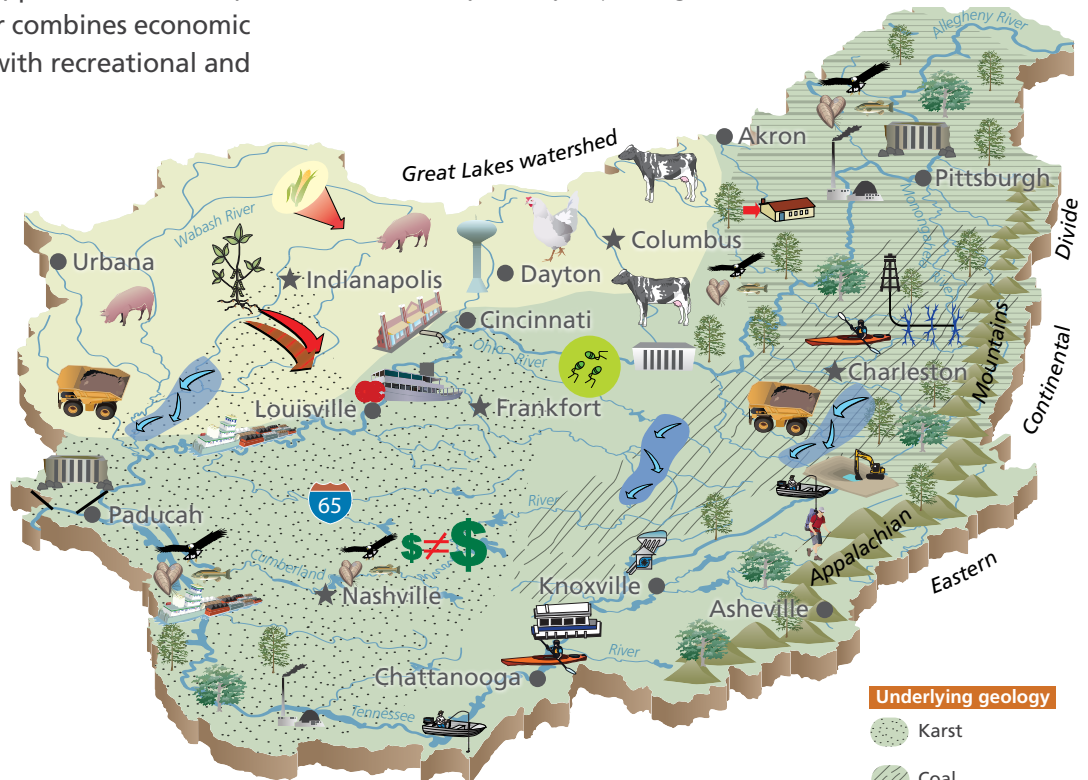 r combines economic
with recreational and
Allegheny River
Great Lakes watershed
Akron
Pittsburgh
Monongahela River
Divide
Wabash River
Urbana
Indianapolis
Dayton
Columbus
Cincinnati
Ohio River
Mountains
Continental
Charleston
Louisville
Frankfort
65
River
Paducah
$≠$
Cumberland
Nashville
Knoxville
Appalachian
Eastern
Asheville
River
Chattanooga
Tennessee
Underlying geology
Karst
Coal